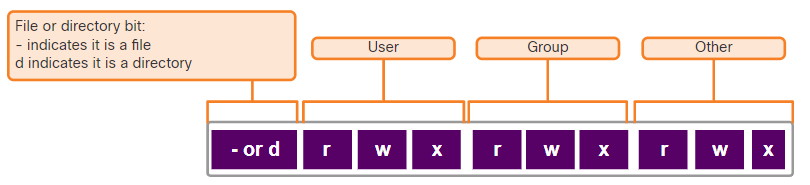 File or directory bit:
- indicates it is a file
d indicates it is a directory
User
Group
Other
- or d r w x r w x r w x